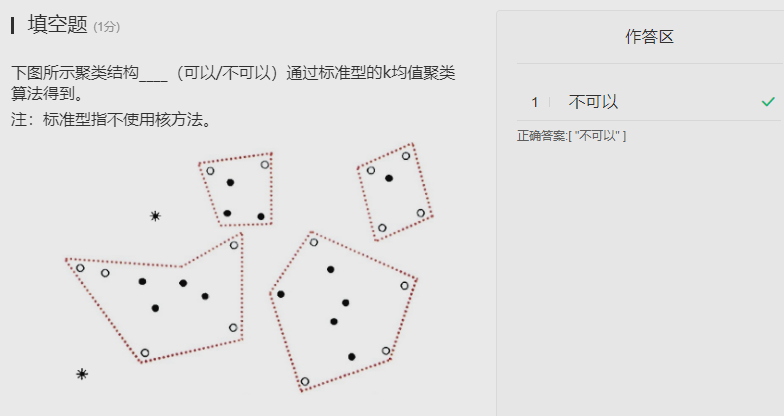 填空题 (1分)
下图所示聚类结构____（可以/不可以）通过标准型的k均值聚类
算法得到。
注：标准型指不使用核方法。
作答区
1 不可以
正确答案:[ "不可以" ]